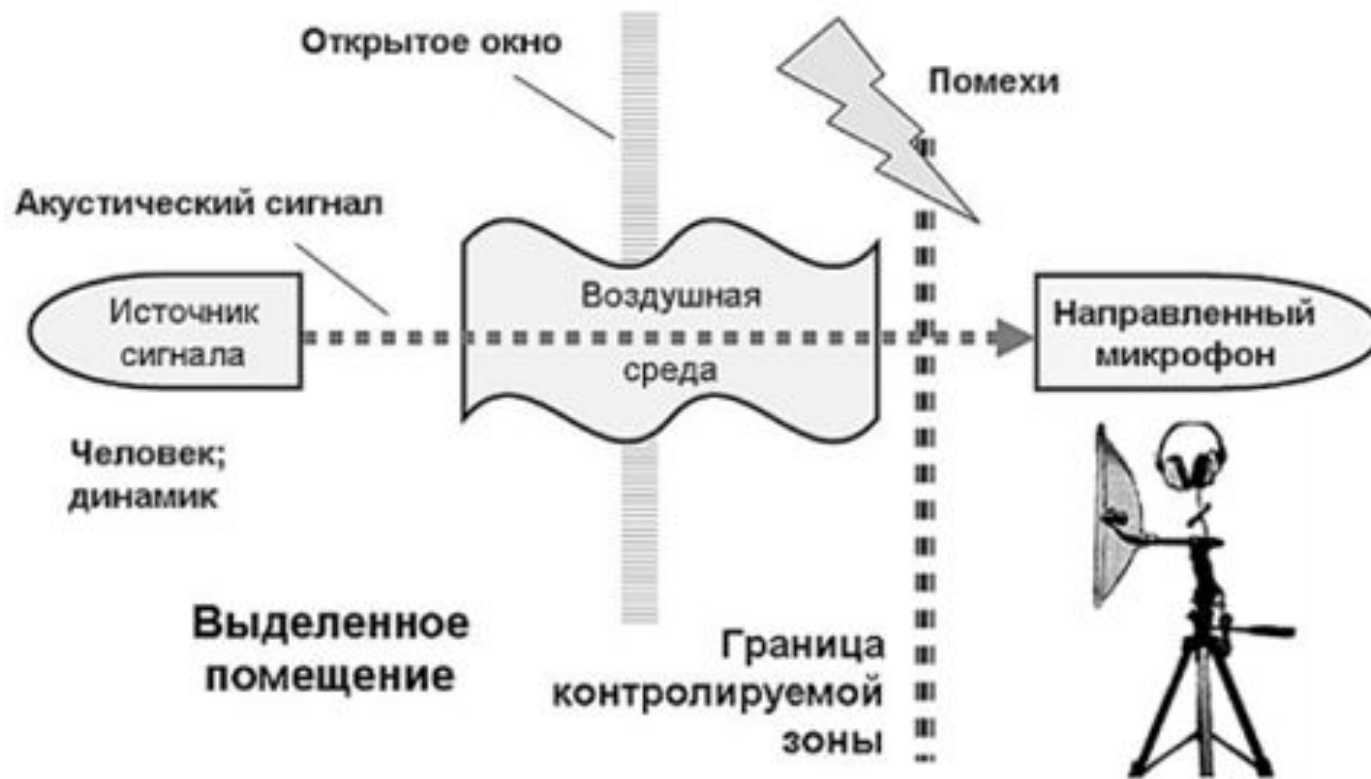 Открытое окно
Помехи
Акустический сигнал
Источник
сигнала
Воздушная
среда
Направленный
микрофон
Человек;
динамик
Выделенное
помещение
Граница
контролируемой
зоны